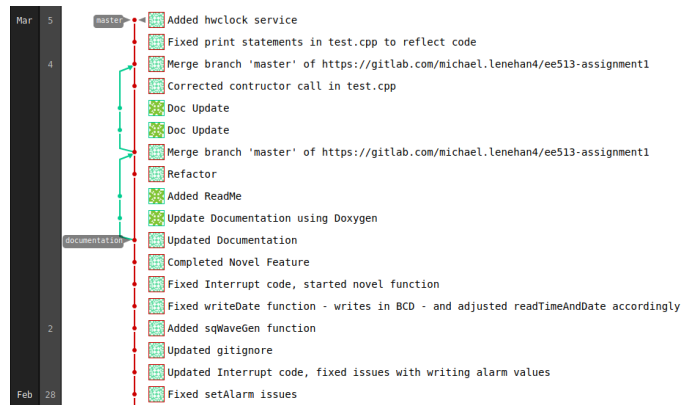 Mar 5 master Added hwclock service
Fixed print statements in test.cpp to reflect code
4 Merge branch 'master' of https://gitlab.com/michael.lenehan4/ee513-assignment1
Corrected contructor call in test.cpp
Doc Update
Doc Update
Merge branch 'master' of https://gitlab.com/michael.lenehan4/ee513-assignment1
Refactor
Added ReadMe
Update Documentation using Doxygen
documentation Updated Documentation
Completed Novel Feature
Fixed Interrupt code, started novel function
Fixed writeDate function - writes in BCD - and adjusted readTimeAndDate accordingly
2 Added sqWaveGen function
Updated gitignore
Updated Interrupt code, fixed issues with writing alarm values
Feb 28 Fixed setAlarm issues